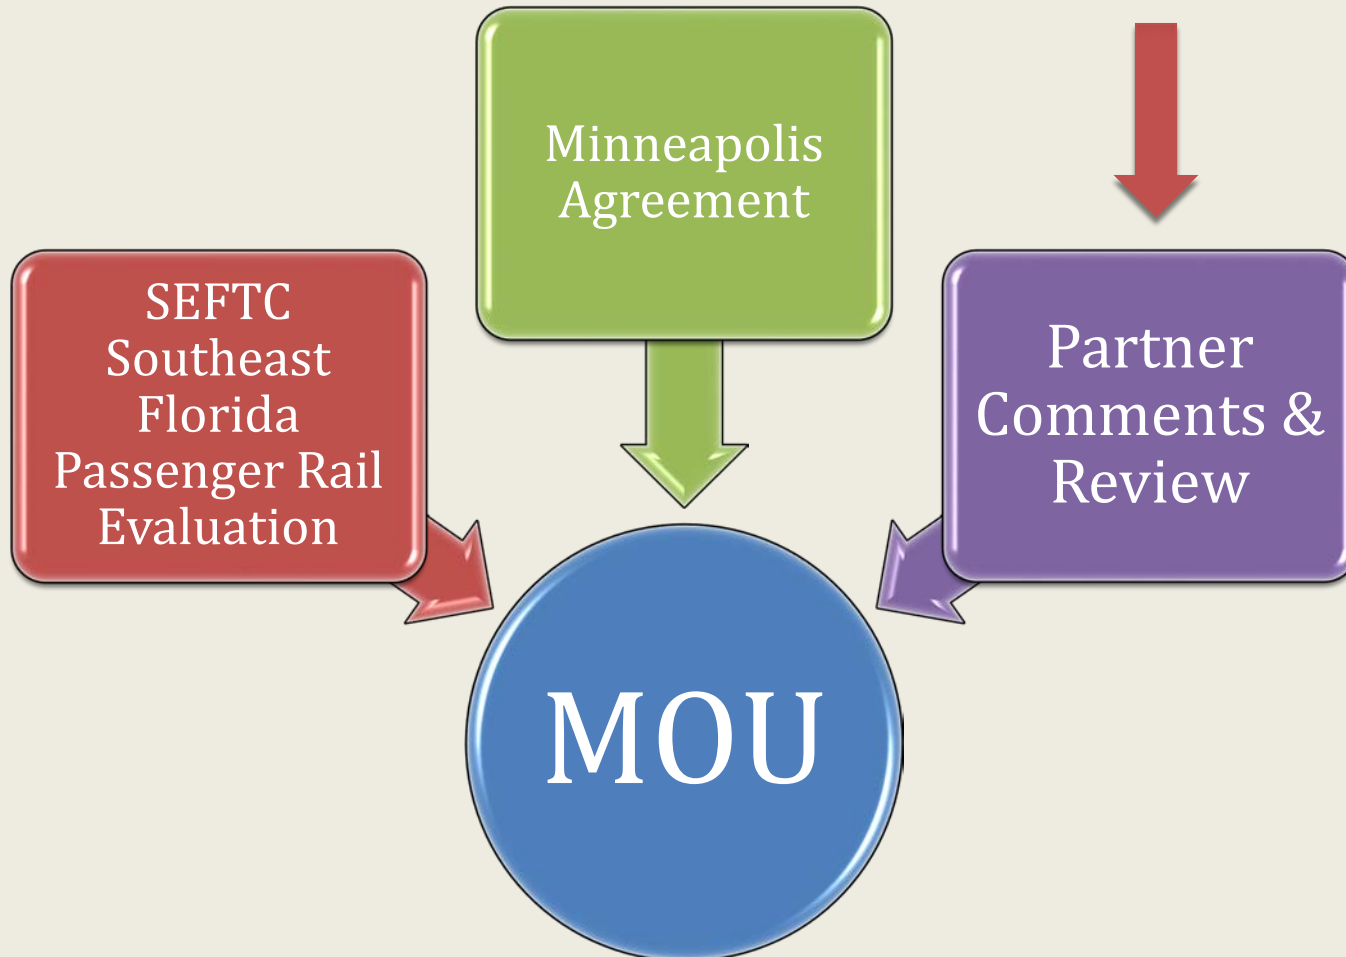 Minneapolis
Agreement
SEFTC
Southeast
Florida
Passenger Rail
Evaluation
Partner
Comments &
Review
MOU